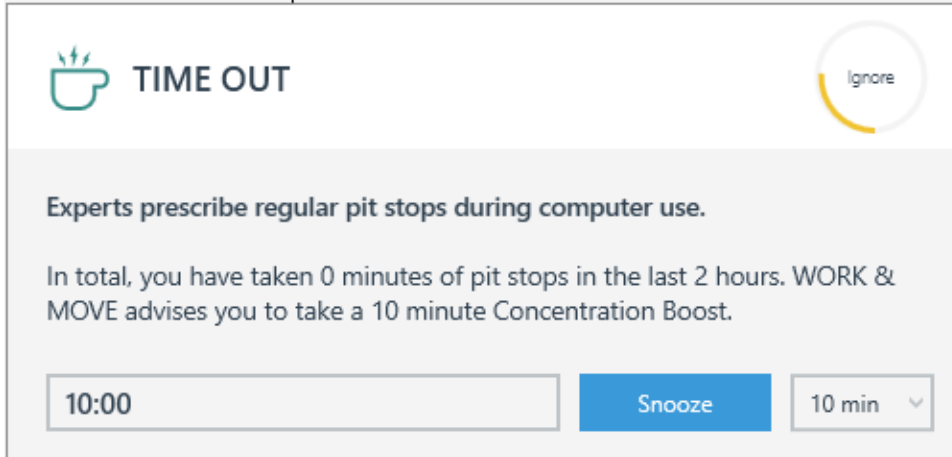 TIME OUT
Ignore
Experts prescribe regular pit stops during computer use.
In total, you have taken 0 minutes of pit stops in the last 2 hours. WORK &
MOVE advises you to take a 10 minute Concentration Boost.
10:00
Snooze
10 min